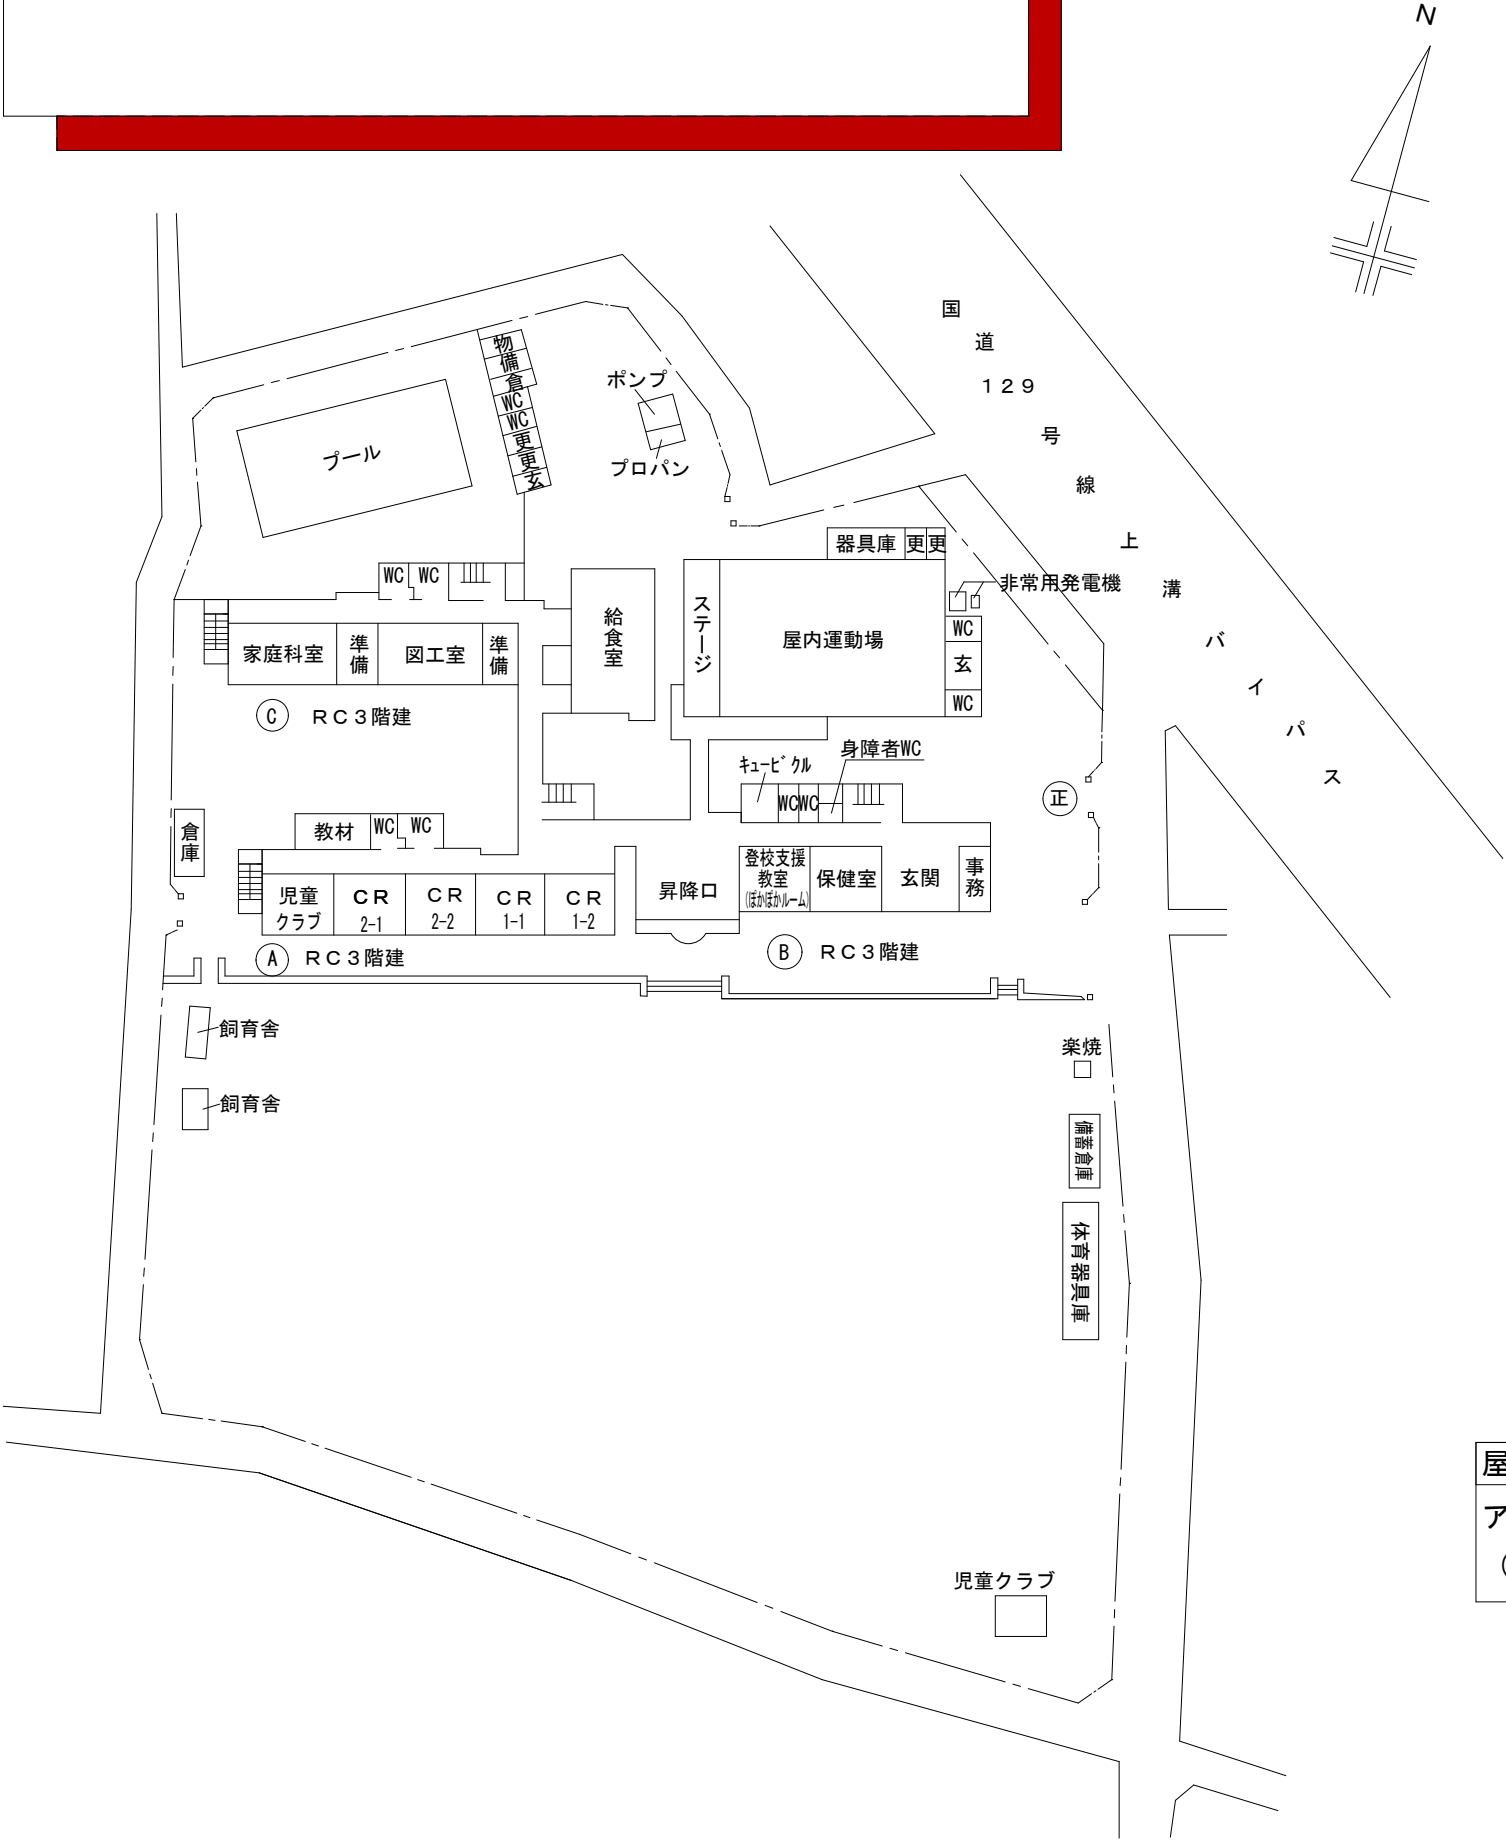 N
国道129号線上溝バイパス
物
備
倉
WC
WC
更
更
玄
ポンプ
プロパン
プール
器具庫 更 更
非常用発電機
WC WC
ステージ
給食室
屋内運動場
WC
玄
WC
家庭科室 準備 図工室 準備
C RC3階建
身障者WC
キュービクル
WC WC
正
倉庫
教材 WC WC
登校支援
教室
(ぽかぽかルーム)
保健室 玄関 事務
昇降口
児童
クラブ
CR
2-1
CR
2-2
CR
1-1
CR
1-2
A RC3階建
B RC3階建
飼育舎
楽焼
飼育舎
備蓄倉庫
体育器具庫
屋
ア
(
児童クラブ